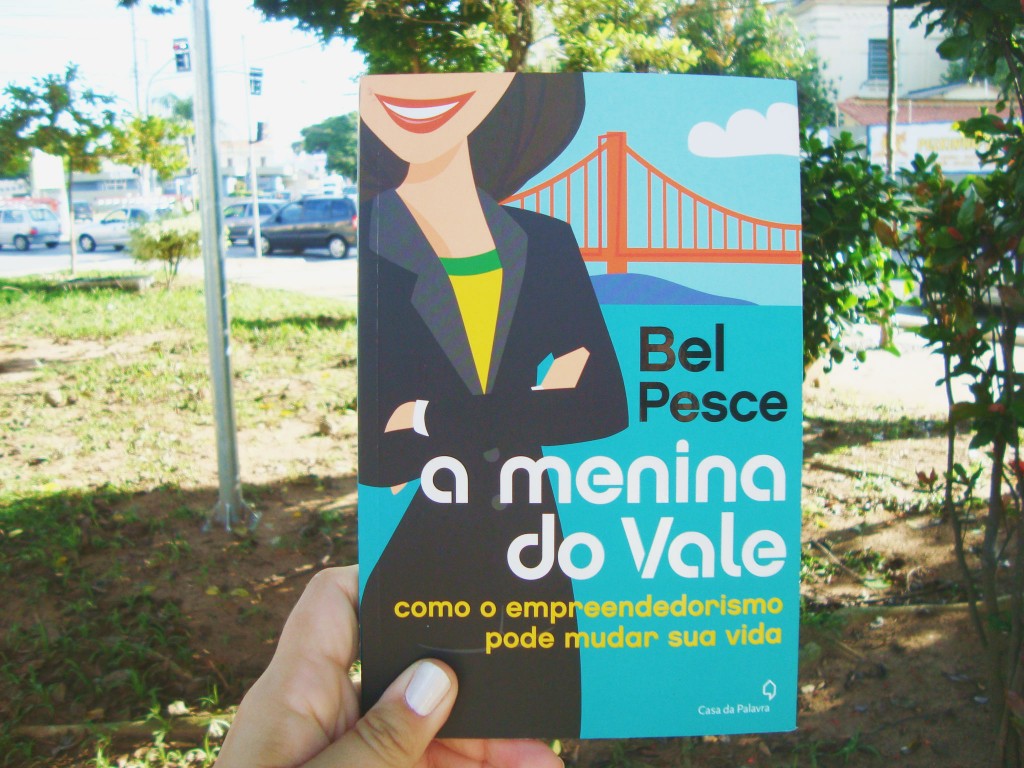 Bel
Pesce
a menina
do Vale
como o empreendedorismo
pode mudar sua vida
Casa da Palavra